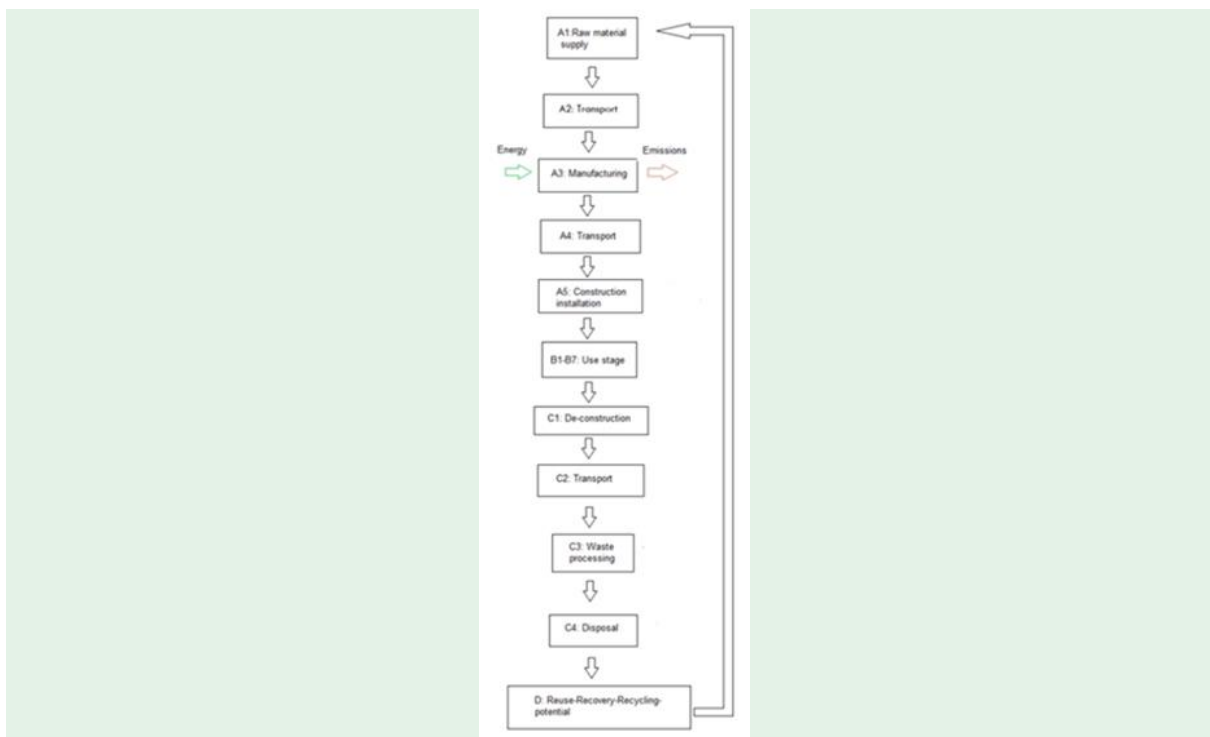 A1:Raw material
supply
A2: Transport
Energy
Emissions
A3: Manufacturing
A4: Transport
A5: Construction
installation
B1-B7: Use stage
C1: De-construction
C2: Transport
C3: Waste
processing
C4: Disposal
D: Reuse-Recovery-Recycling-
potential